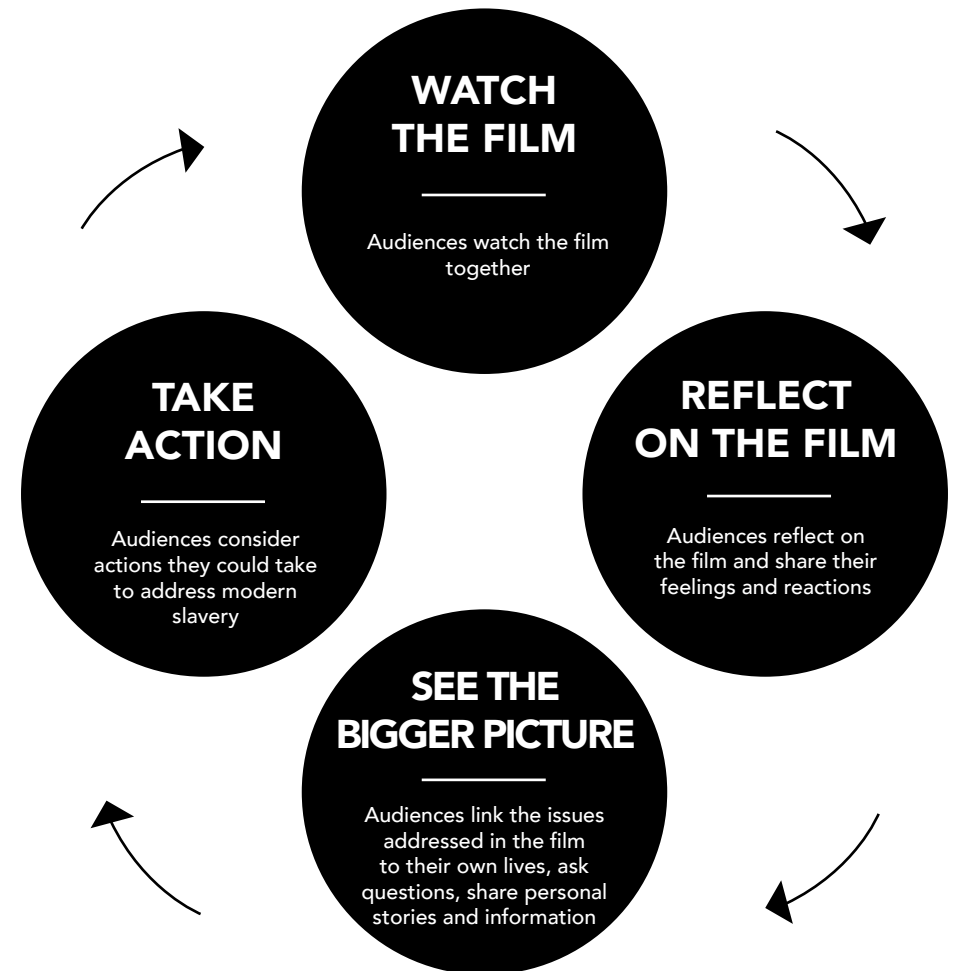 WATCH
THE FILM
Audiences watch the film
together
REFLECT
ON THE FILM
Audiences reflect on
the film and share their
feelings and reactions
SEE THE
BIGGER PICTURE
Audiences link the issues
addressed in the film
to their own lives, ask
questions, share personal
stories and information
TAKE
ACTION
Audiences consider
actions they could take
to address modern
slavery